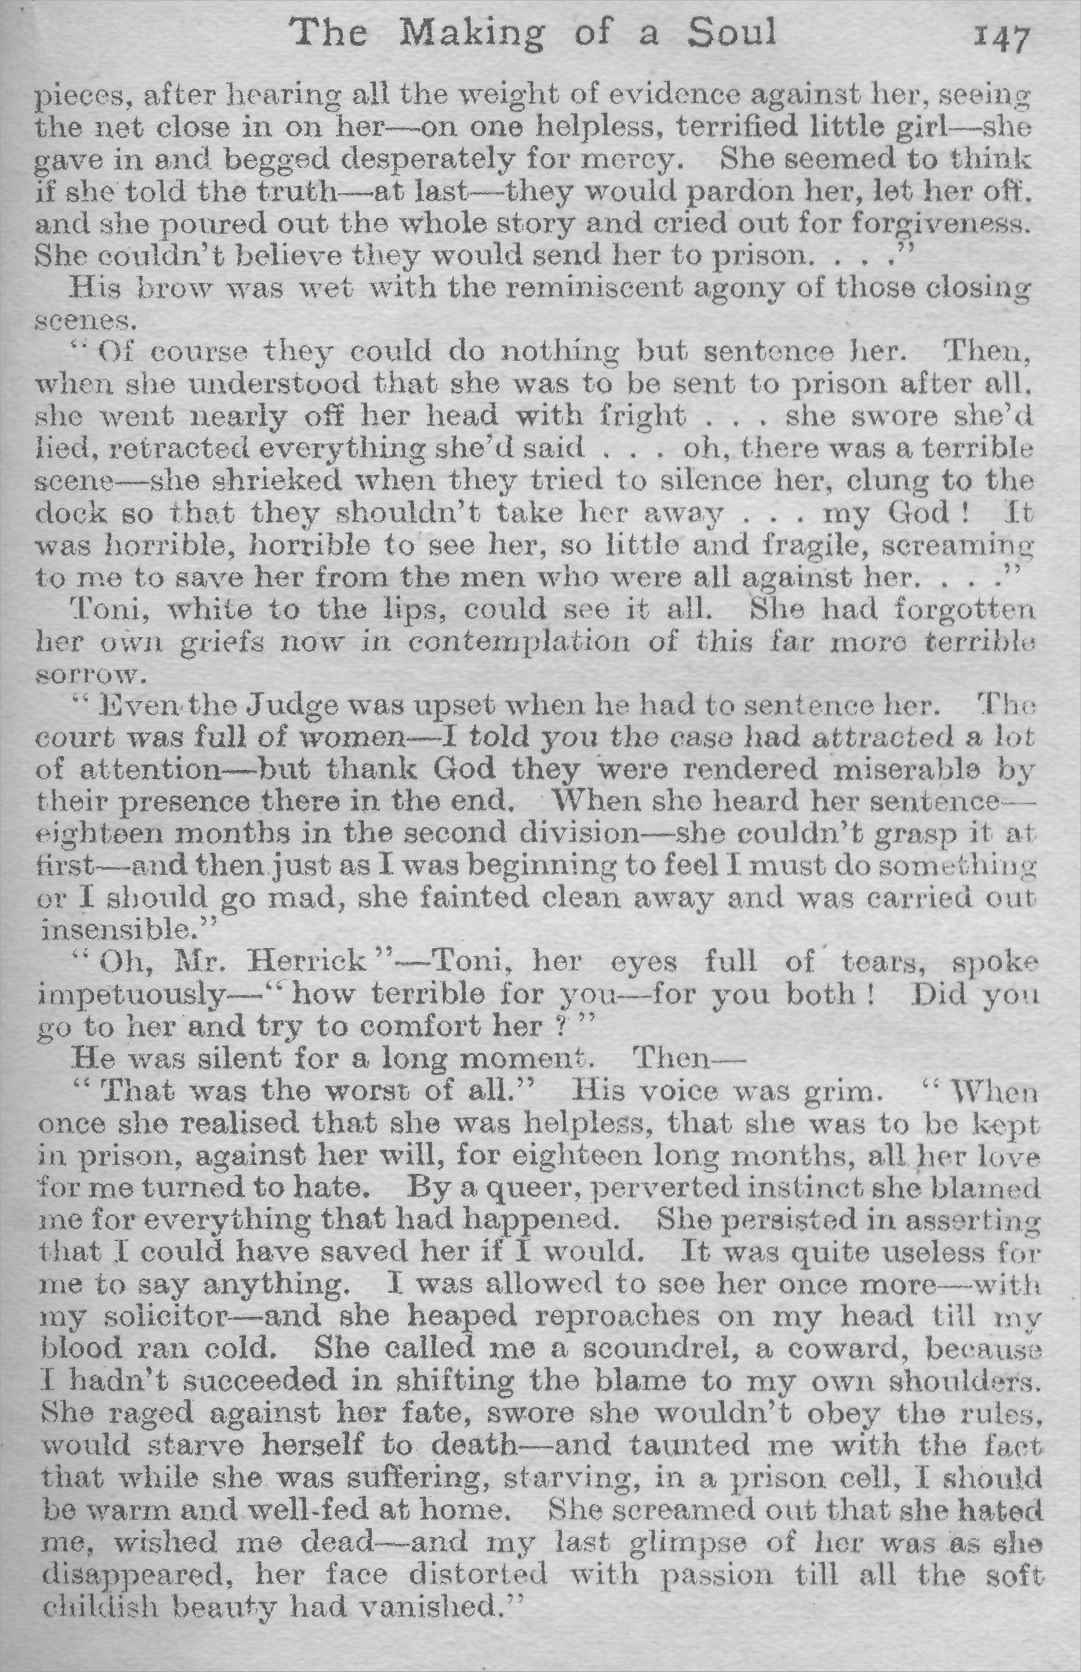 The Making of a Soul 147
pieces, after hearing all the weight of evidence against her, seeing
the net close in on her—on one helpless, terrified little girl—she
gave in and begged desperately for mercy. She seemed to think
if she told the truth—at last—they would pardon her, let her off,
and she poured out the whole story and cried out for forgiveness.
She couldn't believe they would send her to prison. . . ."
His brow was wet with the reminiscent agony of those closing
scenes.
" Of course they could do nothing but sentence her. Then,
when she understood that she was to be sent to prison after all,
she went nearly off her head with fright . . . she swore she'd
lied, retracted everything she'd said . . . oh, there was a terrible
scene—she shrieked when they tried to silence her, clung to the
dock so that they shouldn't take her away . . . my God ! It
was horrible, horrible to see her, so little and fragile, screaming
to me to save her from the men who were all against her. . . ."
Toni, white to the lips, could see it all. She had forgotten
her own griefs now in contemplation of this far more terrible
sorrow.
" Even the Judge was upset when he had to sentence her. The
court was full of women—I told you the case had attracted a lot
of attention—but thank God they were rendered miserable by
their presence there in the end. When she heard her sentence—
eighteen months in the second division—she couldn't grasp it at
first—and then just as I was beginning to feel I must do something
or I should go mad, she fainted clean away and was carried out
insensible."
" Oh, Mr. Herrick "—Toni, her eyes full of tears, spoke
impetuously—" how terrible for you—for you both ! Did you
go to her and try to comfort her ? "
He was silent for a long moment. Then—
" That was the worst of all." His voice was grim. " When
once she realised that she was helpless, that she was to be kept
in prison, against her will, for eighteen long months, all her love
for me turned to hate. By a queer, perverted instinct she blamed
me for everything that had happened. She persisted in asserting
that I could have saved her if I would. It was quite useless for
me to say anything. I was allowed to see her once more—with
my solicitor—and she heaped reproaches on my head till my
blood ran cold. She called me a scoundrel, a coward, because
I hadn't succeeded in shifting the blame to my own shoulders.
She raged against her fate, swore she wouldn't obey the rules,
would starve herself to death—and taunted me with the fact
that while she was suffering, starving, in a prison cell, I should
be warm and well-fed at home. She screamed out that she hated
me, wished me dead—and my last glimpse of her was as she
disappeared, her face distorted with passion till all the soft
childish beauty had vanished."